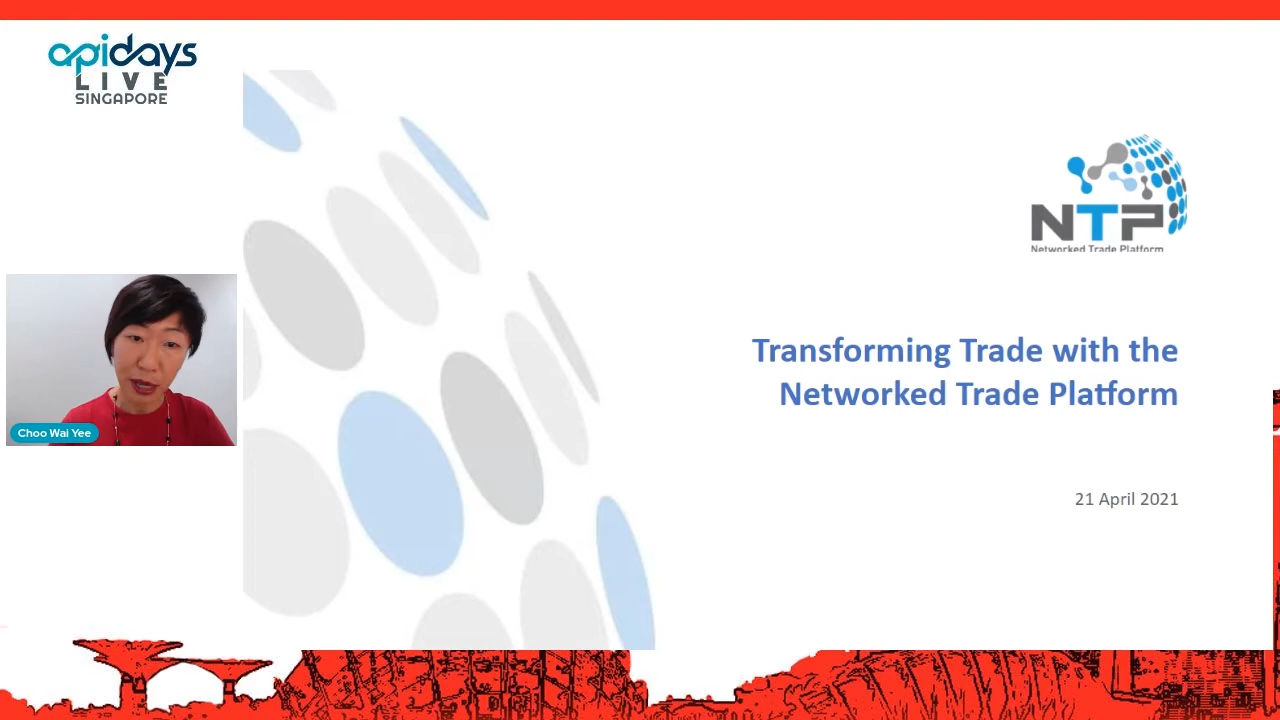 apidays
LIVE
SINGAPORE
NTP
Networked Trade Platform
Transforming Trade with the
Networked Trade Platform
21 April 2021
Choo Wai Yee